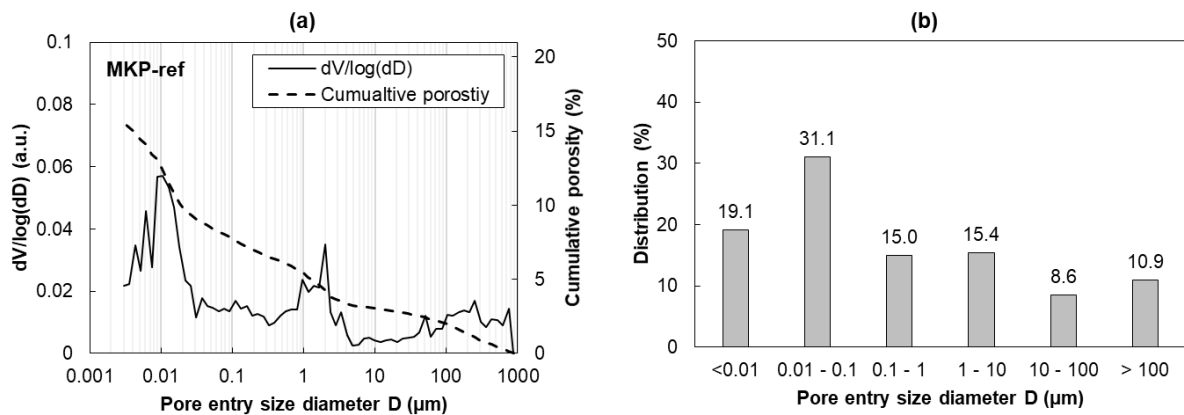 (a)
0.1
0.08
0.06
0.04
0.02
0
dV/log(dD) (a.u.)
MKP-ref
dV/log(dD)
Cumualtive porostiy
20
15
10
5
0
Cumulative porosity (%)
0.001 0.01 0.1 1 10 100 1000
Pore entry size diameter D (µm)
(b)
50
40
30
20
10
0
Distribution (%)
19.1 31.1 15.0 15.4 8.6 10.9
<0.01 0.01 - 0.1 0.1 - 1 1 - 10 10 - 100 > 100
Pore entry size diameter D (µm)